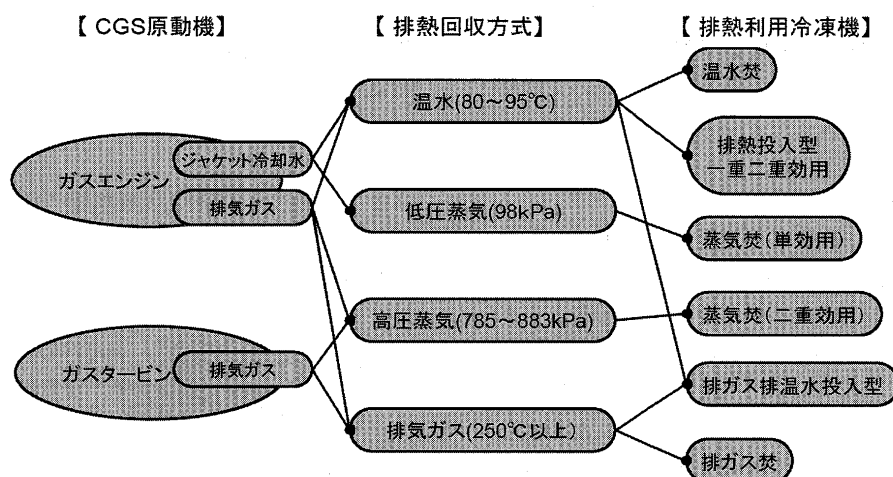 【 CGS原動機】
【 排熱回収方式】
【 排熱利用冷凍機】
ガスエンジン
ジャケット冷却水
排気ガス
ガスタービン
排気ガス
温水(80～95℃)
低圧蒸気(98kPa)
高圧蒸気(785～883kPa)
排気ガス(250℃以上)
温水焚
排熱投入型
一重二重効用
蒸気焚(単効用)
蒸気焚(二重効用)
排ガス排温水投入型
排ガス焚